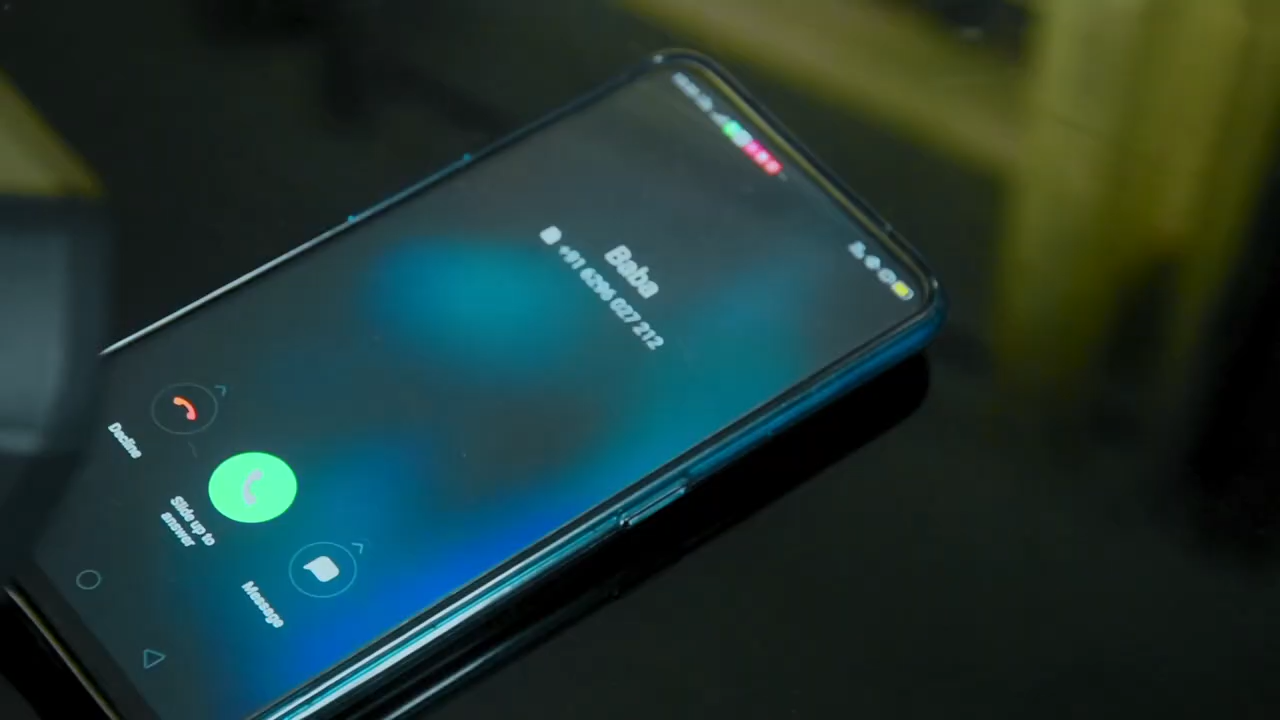 Baba
+91 6296 027 212
Decline
Slide up to
answer
Message